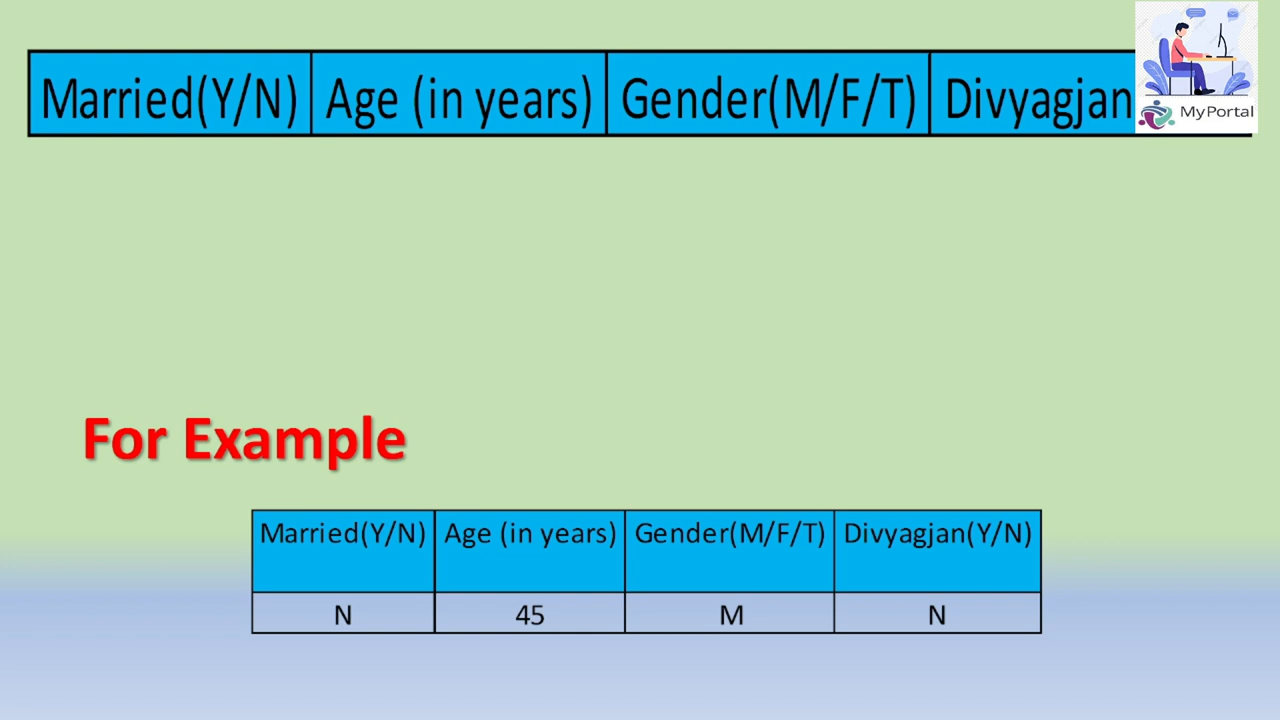 Married(Y/N) Age (in years) Gender(M/F/T) Divyagjan
MyPortal
For Example
Married(Y/N) Age (in years) Gender(M/F/T) Divyagjan(Y/N)
N 45 M N